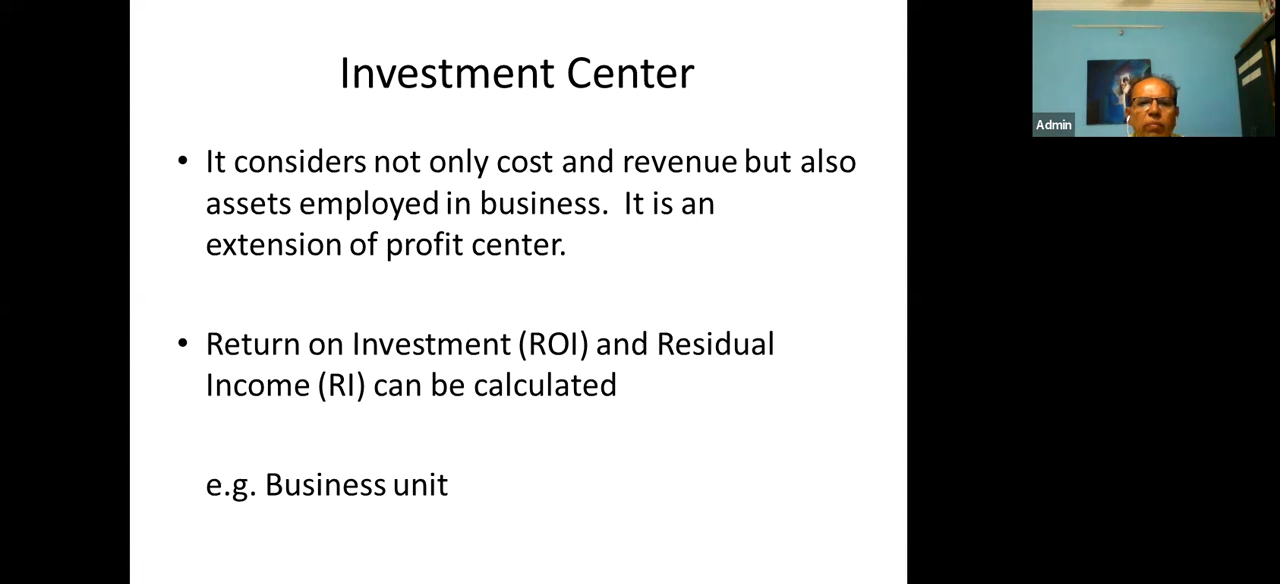 Investment Center
• It considers not only cost and revenue but also
assets employed in business.  It is an
extension of profit center.
• Return on Investment (ROI) and Residual
Income (RI) can be calculated
e.g. Business unit
Admin